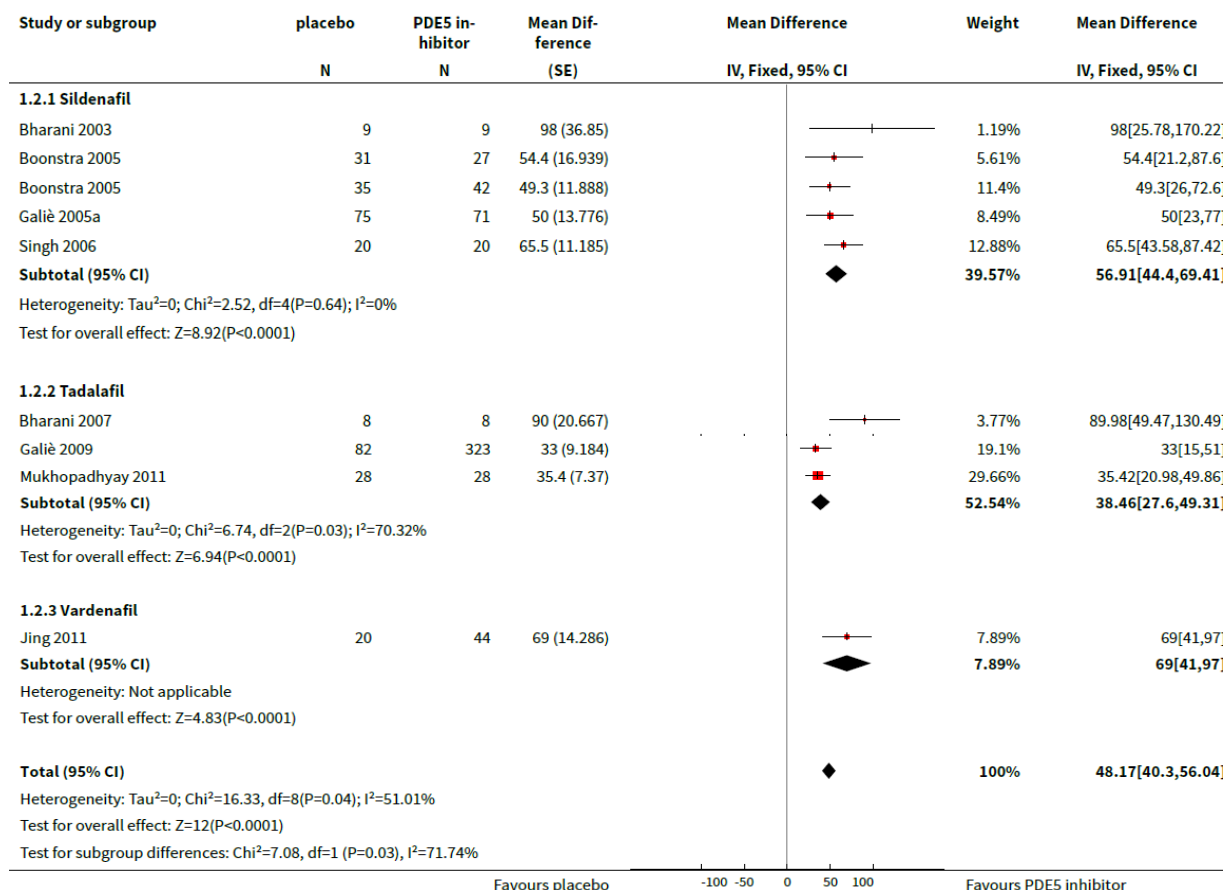 Study or subgroup placebo PDE5 in- Mean Dif- Mean Difference Weight Mean Difference
hibitor ference
N N (SE) IV, Fixed, 95% CI IV, Fixed, 95% CI
1.2.1 Sildenafil
Bharani 2003 9 9 98 (36.85) 1.19% 98[25.78,170.22]
Boonstra 2005 31 27 54.4 (16.939) 5.61% 54.4[21.2,87.6]
Boonstra 2005 35 42 49.3 (11.888) 11.4% 49.3[26,72.6]
Galiè 2005a 75 71 50 (13.776) 8.49% 50[23,77]
Singh 2006 20 20 65.5 (11.185) 12.88% 65.5[43.58,87.42]
Subtotal (95% CI) 39.57% 56.91[44.4,69.41]
Heterogeneity: Tau²=0; Chi²=2.52, df=4(P=0.64); I²=0%
Test for overall effect: Z=8.92(P<0.0001)
1.2.2 Tadalafil
Bharani 2007 8 8 90 (20.667) 3.77% 89.98[49.47,130.49]
Galiè 2009 82 323 33 (9.184) 19.1% 33[15,51]
Mukhopadhyay 2011 28 28 35.4 (7.37) 29.66% 35.42[20.98,49.86]
Subtotal (95% CI) 52.54% 38.46[27.6,49.31]
Heterogeneity: Tau²=0; Chi²=6.74, df=2(P=0.03); I²=70.32%
Test for overall effect: Z=6.94(P<0.0001)
1.2.3 Vardenafil
Jing 2011 20 44 69 (14.286) 7.89% 69[41,97]
Subtotal (95% CI) 7.89% 69[41,97]
Heterogeneity: Not applicable
Test for overall effect: Z=4.83(P<0.0001)
Total (95% CI) 100% 48.17[40.3,56.04]
Heterogeneity: Tau²=0; Chi²=16.33, df=8(P=0.04); I²=51.01%
Test for overall effect: Z=12(P<0.0001)
Test for subgroup differences: Chi²=7.08, df=1 (P=0.03), I²=71.74%
Favours placebo -100 -50 0 50 100 Favours PDE5 inhibitor